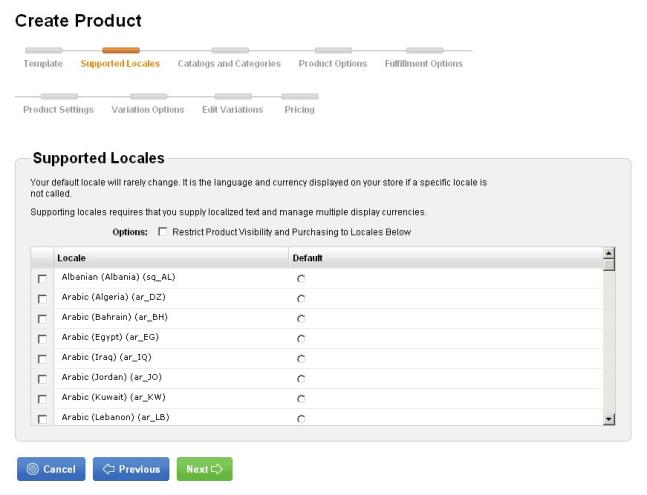 Create Product
Template Supported Locales Catalogs and Categories Product Options Fulfillment Options
Product Settings Variation Options Edit Variations Pricing
Supported Locales
Your default locale will rarely change. It is the language and currency displayed on your store if a specific locale is
not called.
Supporting locales requires that you supply localized text and manage multiple display currencies.
Options: Restrict Product Visibility and Purchasing to Locales Below
Locale Default
Albanian (Albania) (sq_AL)
Arabic (Algeria) (ar_DZ)
Arabic (Bahrain) (ar_BH)
Arabic (Egypt) (ar_EG)
Arabic (Iraq) (ar_IQ)
Arabic (Jordan) (ar_JO)
Arabic (Kuwait) (ar_KW)
Arabic (Lebanon) (ar_LB)
Cancel Previous Next